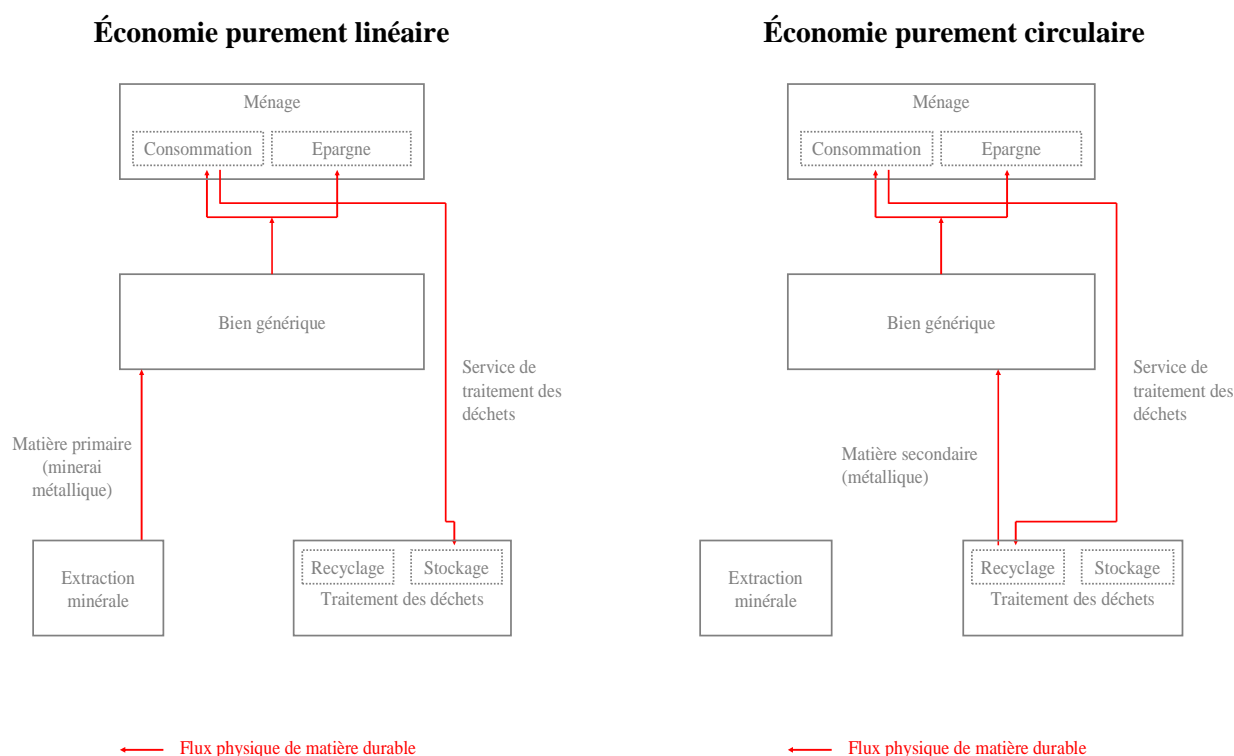 Économie purement linéaire
Ménage
Consommation
Epargne
Bien générique
Service de
traitement des
déchets
Matière primaire
(minerai
métallique)
Extraction
minérale
Recyclage
Stockage
Traitement des déchets
Flux physique de matière durable
Économie purement circulaire
Ménage
Consommation
Epargne
Bien générique
Service de
traitement des
déchets
Matière secondaire
(métallique)
Extraction
minérale
Recyclage
Stockage
Traitement des déchets
Flux physique de matière durable